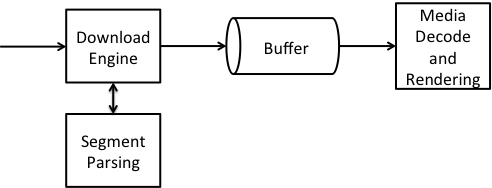 Download
Engine
Buffer
Media
Decode
and
Rendering
Segment
Parsing